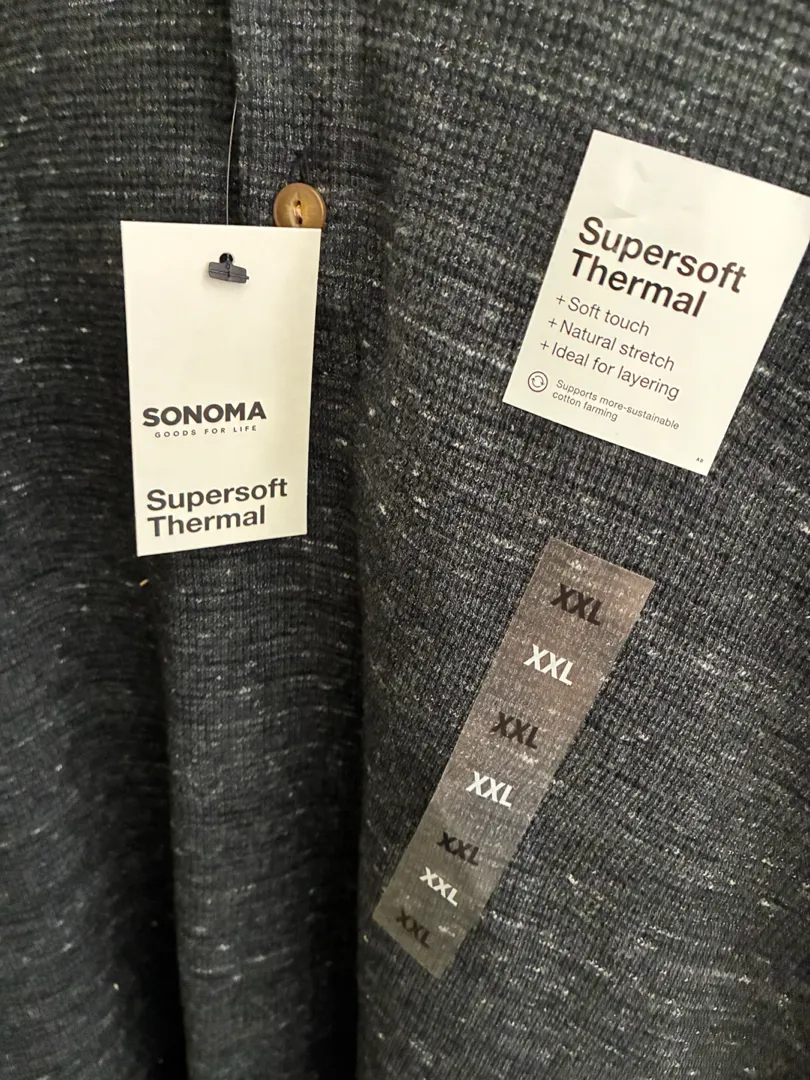 SONOMA
GOODS FOR LIFE
Supersoft
Thermal
Supersoft
Thermal
+ Soft touch
+ Natural stretch
+ Ideal for layering
Supports more-sustainable
cotton farming
AB
XXL
XXL
XXL
XXL
XXL
XXL
XXL